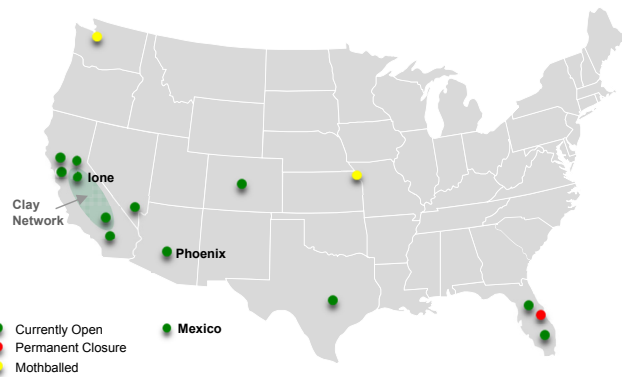 Ione
Clay
Network
Phoenix
Currently Open
Mexico
Permanent Closure
Mothballed